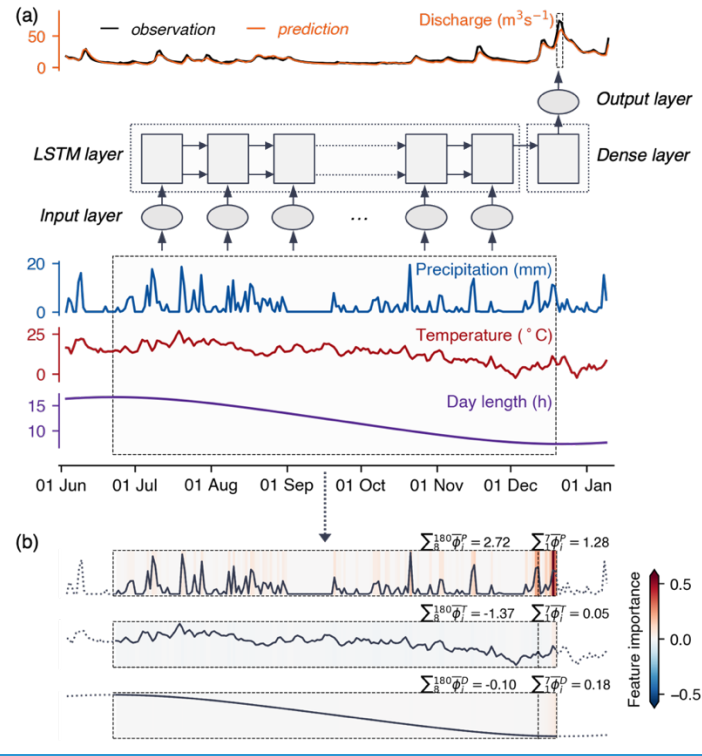 (a)
observation
prediction
Discharge (m³s⁻¹)
50
0
Output layer
LSTM layer
Dense layer
Input layer
...
20
Precipitation (mm)
0
25
Temperature (°C)
0
15
Day length (h)
10
01 Jun 01 Jul 01 Aug 01 Sep 01 Oct 01 Nov 01 Dec 01 Jan
(b)
∑₈¹⁸⁰ϕ̅ᵢᴾ = 2.72 ∑₁⁷ϕ̅ᵢᴾ = 1.28
∑₈¹⁸⁰ϕ̅ᵢᵀ = -1.37 ∑₁⁷ϕ̅ᵢᵀ = 0.05
∑₈¹⁸⁰ϕ̅ᵢᴰ = -0.10 ∑₁⁷ϕ̅ᵢᴰ = 0.18
Feature importance
0.5
0.0
−0.5